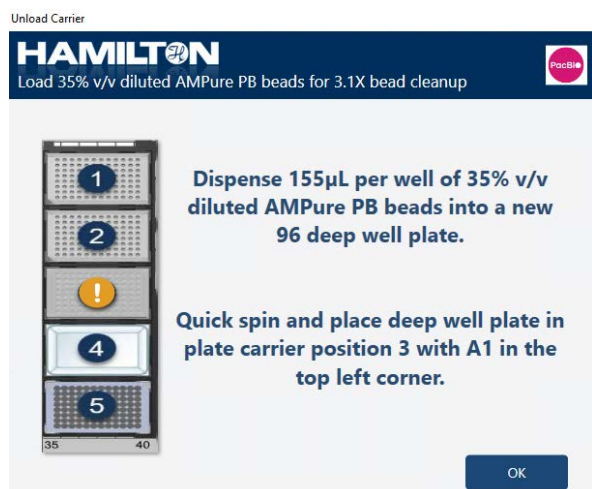 Unload Carrier
HAMILTON
PacBio
Load 35% v/v diluted AMPure PB beads for 3.1X bead cleanup
1
2
!
4
5
35 40
Dispense 155µL per well of 35% v/v
diluted AMPure PB beads into a new
96 deep well plate.
Quick spin and place deep well plate in
plate carrier position 3 with A1 in the
top left corner.
OK